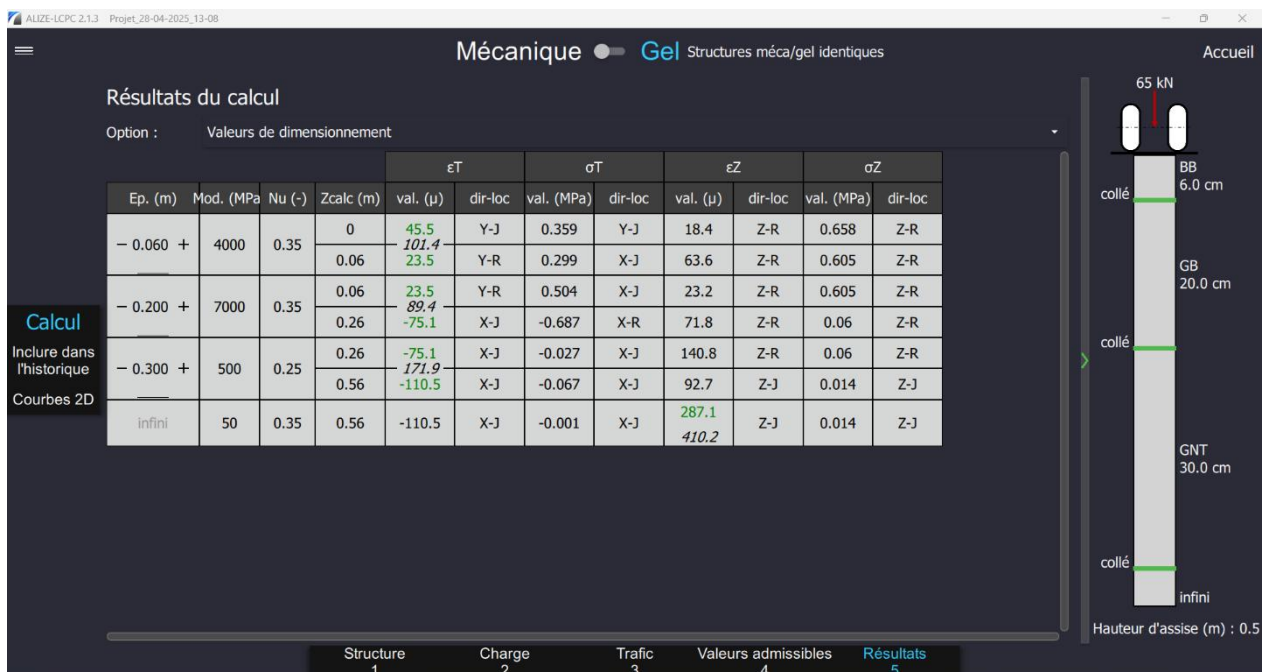 ALIZE-LCPC 2.1.3 Projet_28-04-2025_13-08
Mécanique Gel Structures méca/gel identiques Accueil
Résultats du calcul
Option : Valeurs de dimensionnement
εT σT εZ σZ
Ep. (m) Mod. (MPa Nu (-) Zcalc (m) val. (μ) dir-loc val. (MPa) dir-loc val. (μ) dir-loc val. (MPa) dir-loc
− 0.060 + 4000 0.35 0 45.5 Y-J 0.359 Y-J 18.4 Z-R 0.658 Z-R
101.4
0.06 23.5 Y-R 0.299 X-J 63.6 Z-R 0.605 Z-R
− 0.200 + 7000 0.35 0.06 23.5 Y-R 0.504 X-J 23.2 Z-R 0.605 Z-R
89.4
0.26 -75.1 X-J -0.687 X-R 71.8 Z-R 0.06 Z-R
− 0.300 + 500 0.25 0.26 -75.1 X-J -0.027 X-J 140.8 Z-R 0.06 Z-R
171.9
0.56 -110.5 X-J -0.067 X-J 92.7 Z-J 0.014 Z-J
infini 50 0.35 0.56 -110.5 X-J -0.001 X-J 287.1 Z-J 0.014 Z-J
410.2
Calcul
Inclure dans
l'historique
Courbes 2D
65 kN
BB
6.0 cm
collé
GB
20.0 cm
collé
GNT
30.0 cm
collé
infini
Hauteur d'assise (m) : 0.5
Structure Charge Trafic Valeurs admissibles Résultats
1 2 3 4 5